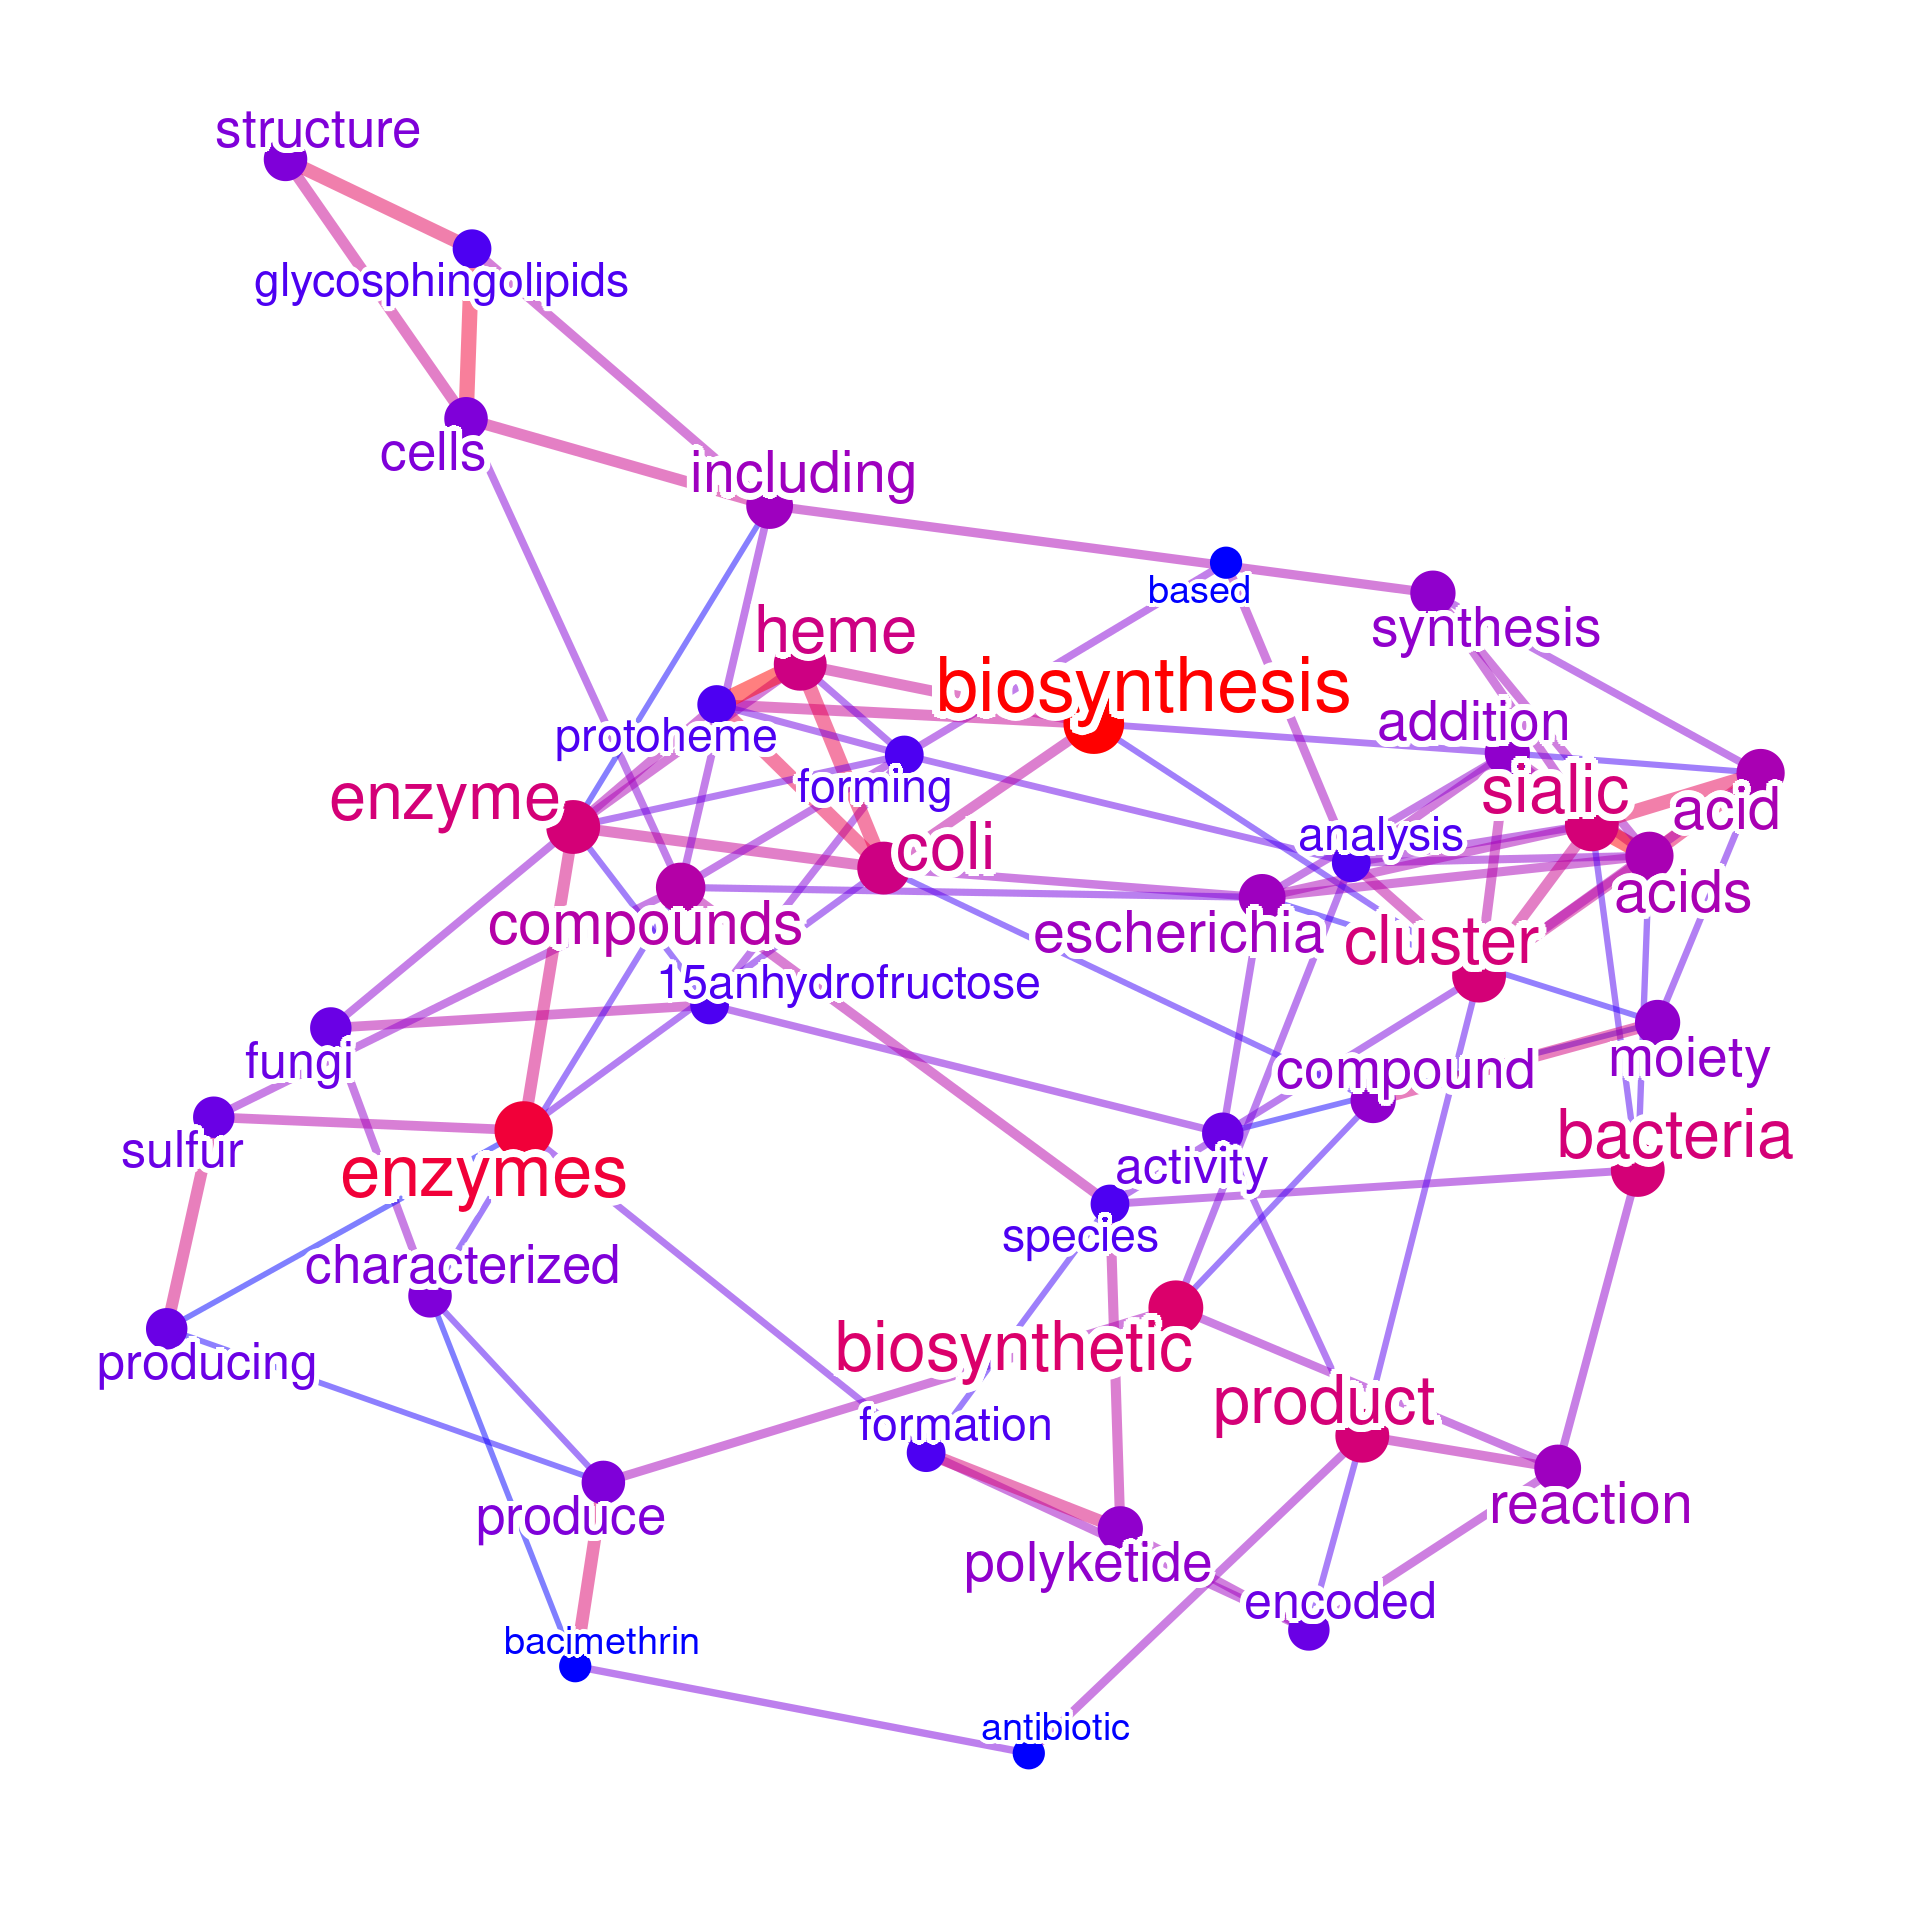 structure
glycosphingolipids
cells
including
based
synthesis
heme
biosynthesis
addition
protoheme
forming
sialic
enzyme
acid
coli
analysis
acids
compounds
escherichia
cluster
15anhydrofructose
fungi
compound
moiety
sulfur
bacteria
enzymes
activity
species
characterized
biosynthetic
producing
product
formation
produce
reaction
polyketide
encoded
bacimethrin
antibiotic